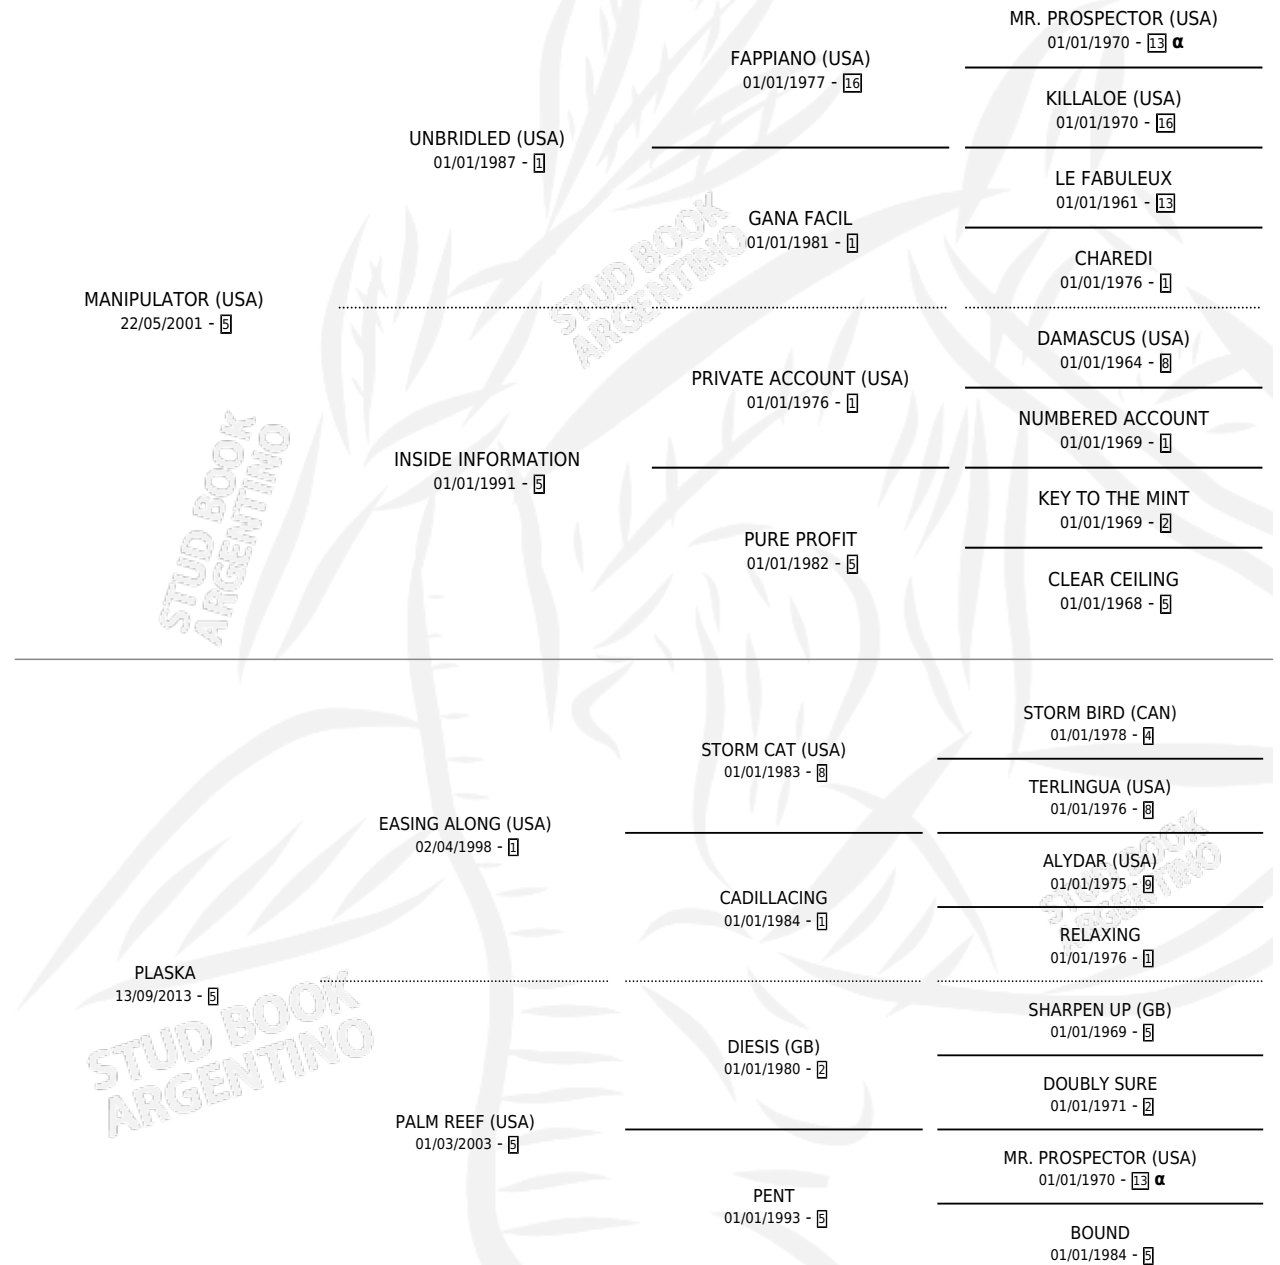 MR. PROSPECTOR (USA)
01/01/1970 - 13 α
FAPPIANO (USA)
01/01/1977 - 16
KILLALOE (USA)
01/01/1970 - 16
UNBRIDLED (USA)
01/01/1987 - 1
LE FABULEUX
01/01/1961 - 13
GANA FACIL
01/01/1981 - 1
CHAREDI
01/01/1976 - 1
MANIPULATOR (USA)
22/05/2001 - 5
DAMASCUS (USA)
01/01/1964 - 8
PRIVATE ACCOUNT (USA)
01/01/1976 - 1
NUMBERED ACCOUNT
01/01/1969 - 1
INSIDE INFORMATION
01/01/1991 - 5
KEY TO THE MINT
01/01/1969 - 2
PURE PROFIT
01/01/1982 - 5
CLEAR CEILING
01/01/1968 - 5
STORM BIRD (CAN)
01/01/1978 - 4
STORM CAT (USA)
01/01/1983 - 8
TERLINGUA (USA)
01/01/1976 - 8
EASING ALONG (USA)
02/04/1998 - 1
ALYDAR (USA)
01/01/1975 - 9
CADILLACING
01/01/1984 - 1
RELAXING
01/01/1976 - 1
PLASKA
13/09/2013 - 5
SHARPEN UP (GB)
01/01/1969 - 5
DIESIS (GB)
01/01/1980 - 2
DOUBLY SURE
01/01/1971 - 2
PALM REEF (USA)
01/03/2003 - 5
MR. PROSPECTOR (USA)
01/01/1970 - 13 α
PENT
01/01/1993 - 5
BOUND
01/01/1984 - 5
STUD BOOK
ARGENTINO
STUD BOOK
ARGENTINO
STUD BOOK
ARGENTINO
STUD BOOK
ARGENTINO